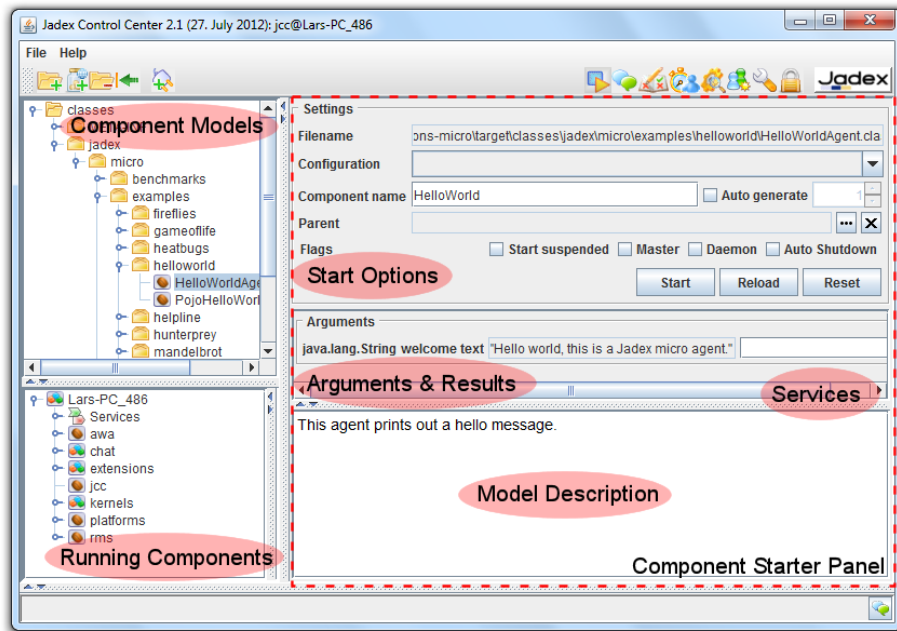 Jadex Control Center 2.1 (27. July 2012): jcc@Lars-PC_486
File Help
Jadex
classes
Component Models
jadex
micro
benchmarks
examples
fireflies
gameoflife
heatbugs
helloworld
HelloWorldAge
PojoHelloWorl
helpline
hunterprey
mandelbrot
Lars-PC_486
Services
awa
chat
extensions
jcc
kernels
platforms
rms
Running Components
Settings
Filename ons-micro\target\classes\jadex\micro\examples\helloworld\HelloWorldAgent.cla
Configuration
Component name HelloWorld Auto generate 1
Parent ...
Flags Start suspended Master Daemon Auto Shutdown
Start Options
Start Reload Reset
Arguments
java.lang.String welcome text "Hello world, this is a Jadex micro agent."
Arguments & Results
Services
This agent prints out a hello message.
Model Description
Component Starter Panel